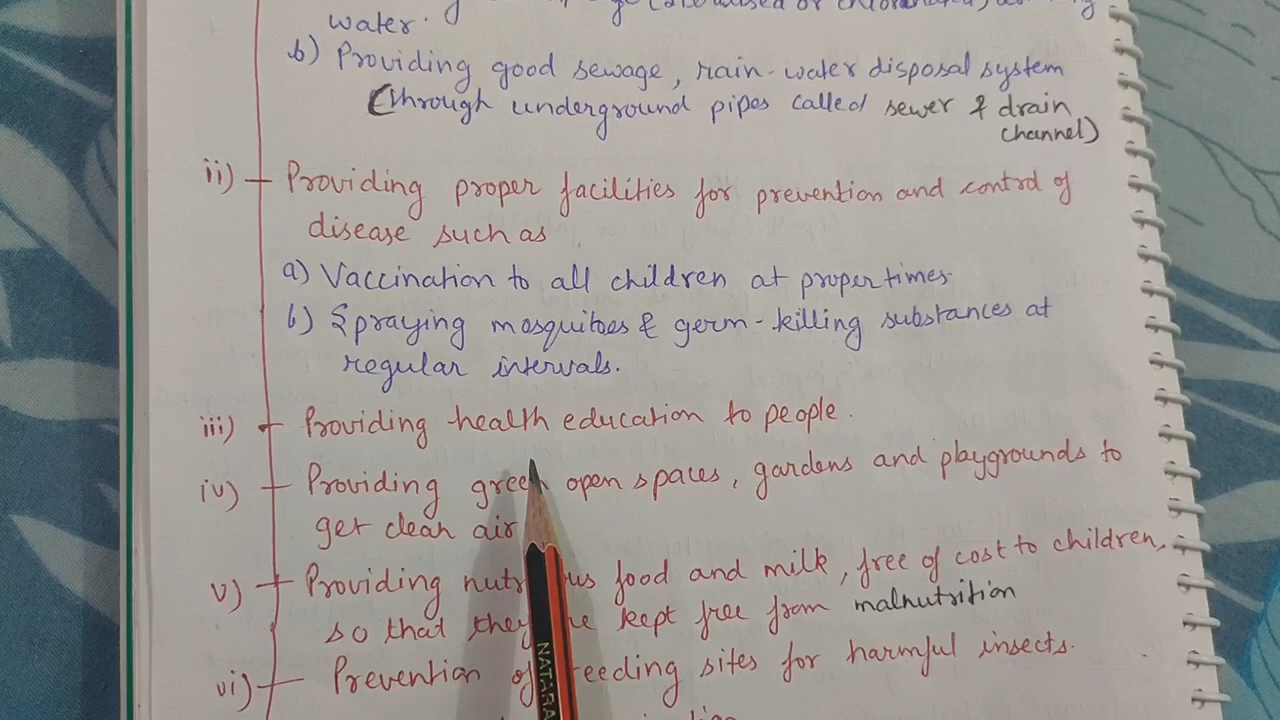 water.
b) Providing good sewage, rain-water disposal system
(through underground pipes called sewer & drain
channel)
ii) Providing proper facilities for prevention and control of
disease such as
a) Vaccination to all children at proper times
b) Spraying mosquitoes & germ-killing substances at
regular intervals.
iii) Providing health education to people.
iv) Providing green open spaces, gardens and playgrounds to
get clean air
v) Providing food and milk, free of cost to children,
so that kept free from malnutrition
vi) Prevention of sites for harmful insects.
NATARA